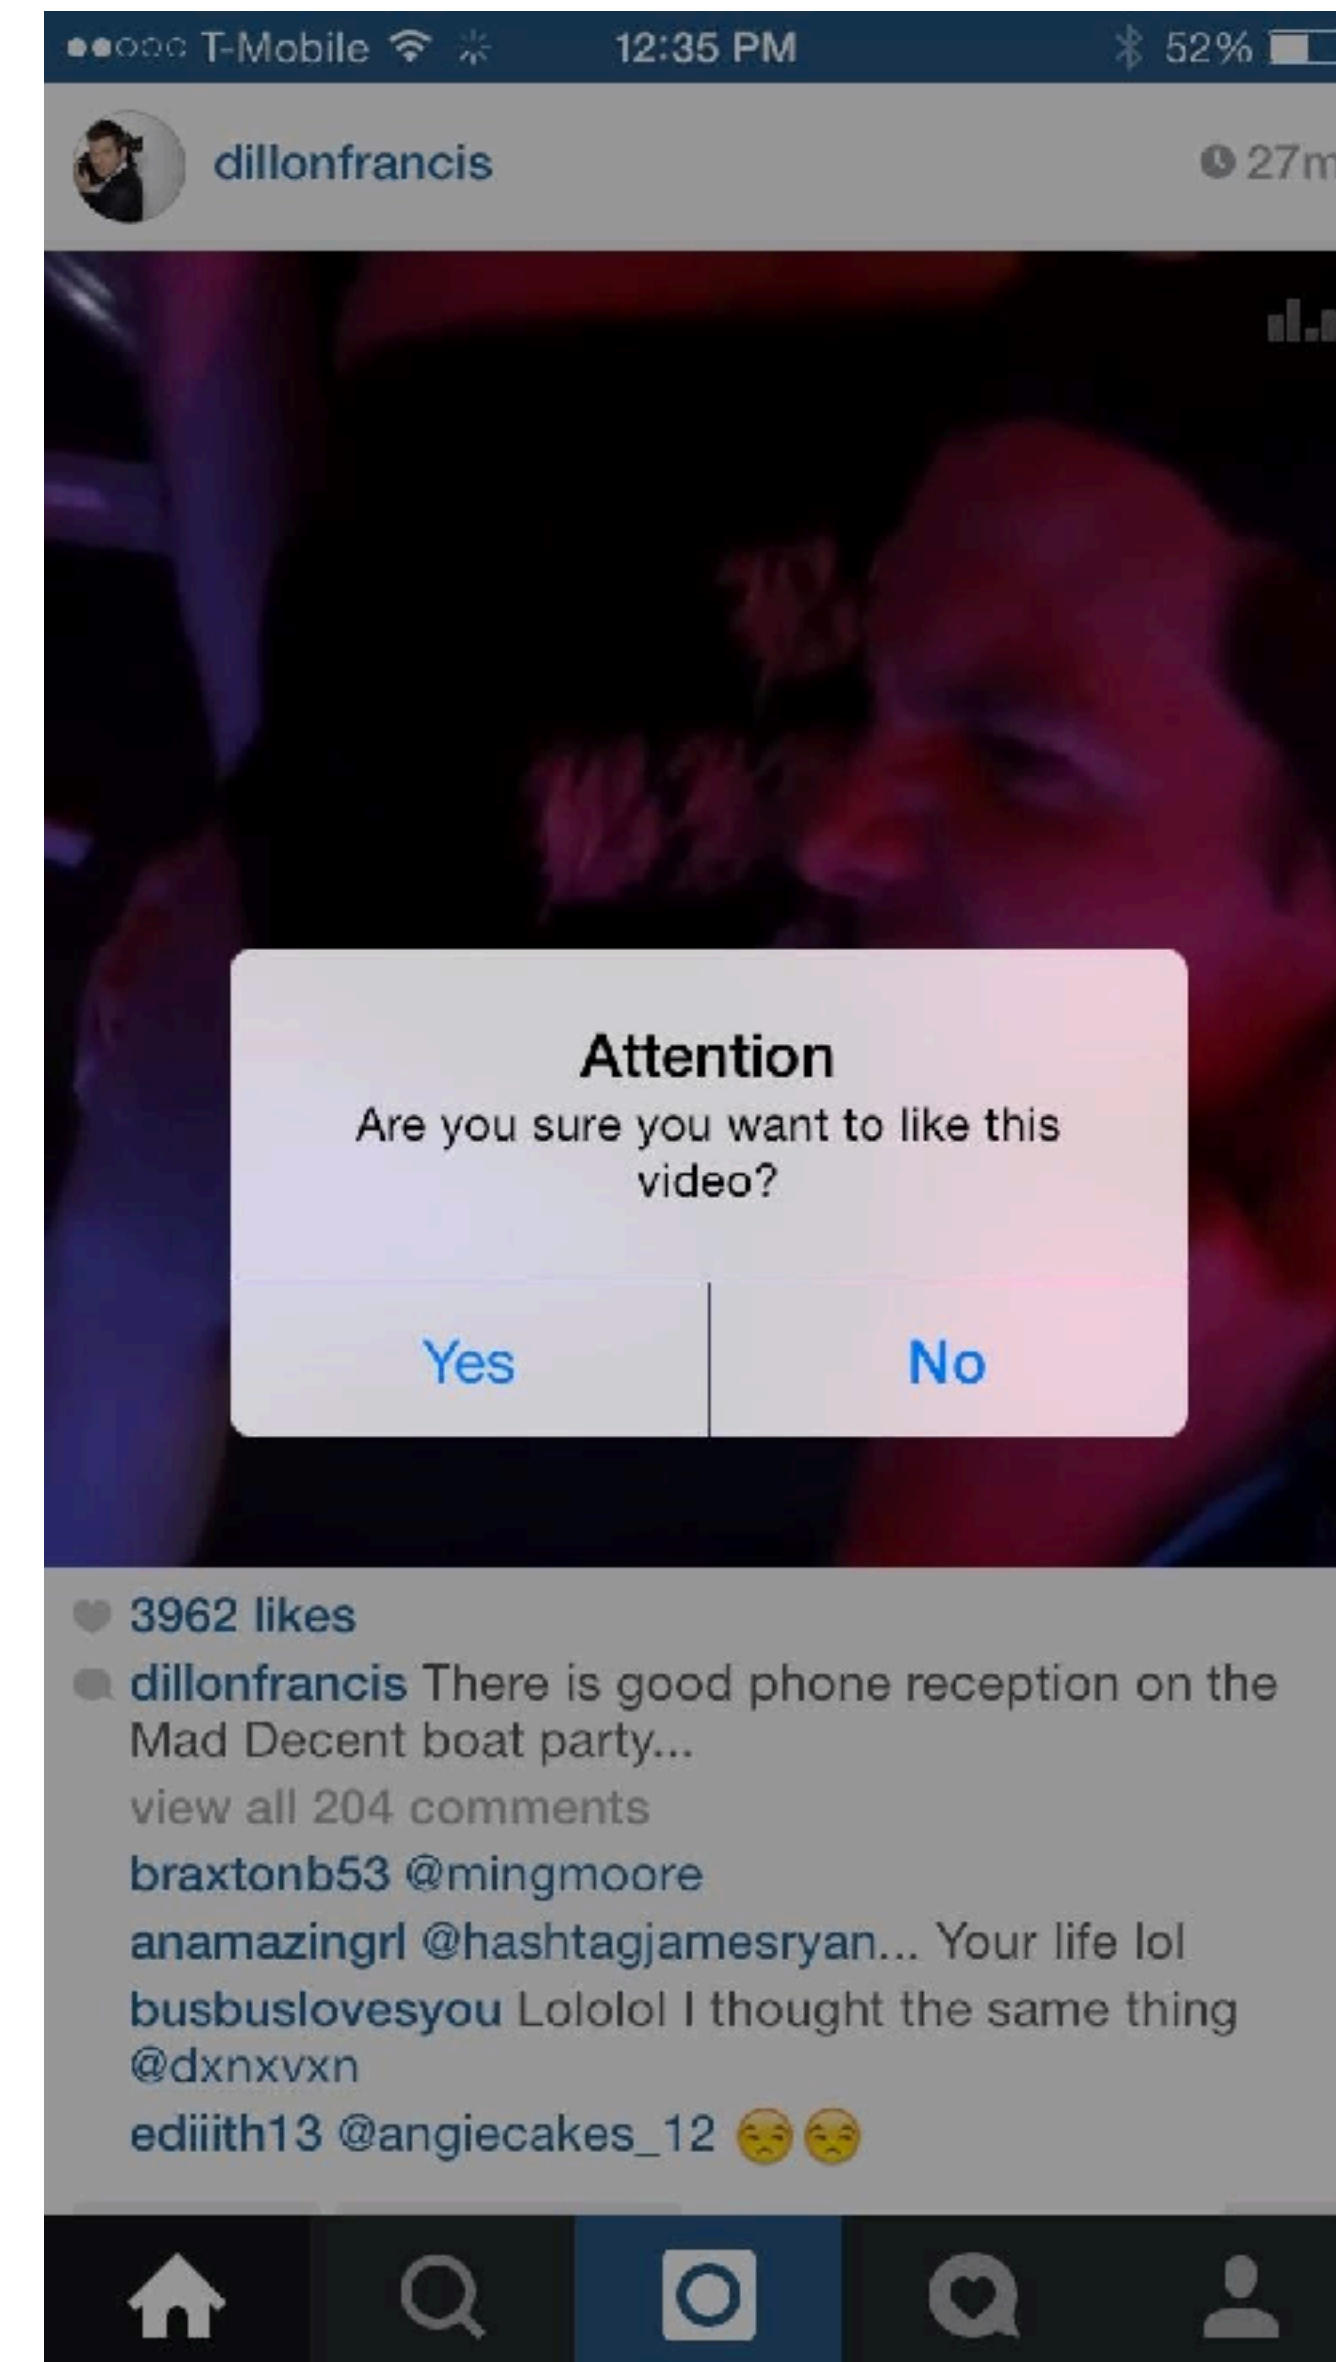 T-Mobile 12:35 PM 52%
dillonfrancis 27m
Attention
Are you sure you want to like this
video?
Yes No
3962 likes
dillonfrancis There is good phone reception on the
Mad Decent boat party...
view all 204 comments
braxtonb53 @mingmoore
anamazingrl @hashtagjamesryan... Your life lol
busbuslovesyou Lololol I thought the same thing
@dxnxvxn
ediiith13 @angiecakes_12 😒😒